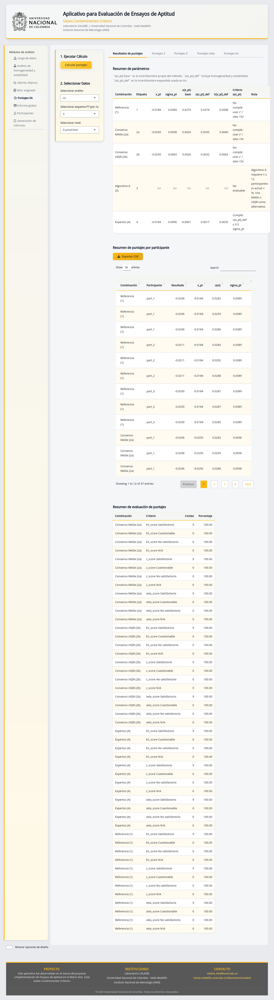 UNIVERSIDAD
NACIONAL
DE COLOMBIA
Aplicativo para Evaluación de Ensayos de Aptitud
Gases Contaminantes Criterio
Laboratorio CALAIRE | Universidad Nacional de Colombia - Sede Medellín
Instituto Nacional de Metrología (INM)
Módulos de análisis
Carga de datos
Análisis de
homogeneidad y
estabilidad
Valores Atípicos
Valor asignado
Puntajes EA
Informe global
Participantes
Generación de
informes
1. Ejecutar Cálculo
Calcular puntajes
2. Seleccionar Datos
Seleccionar analito:
co
Seleccionar esquema PT (por n):
3
Seleccionar nivel:
0-μmol/mol
Resultados de puntajes Puntajes Z Puntajes Z' Puntajes Zeta Puntajes En
Resumen de parámetros
`u(x_pt) base` es la incertidumbre propia del método; `u(x_pt)_def` incluye homogeneidad y estabilidad;
`U(x_pt)_def` es la incertidumbre expandida usada en En.
Combinación Etiqueta x_pt sigma_pt u(x_pt) base u(x_pt)_def U(x_pt)_def Criterio u(x_pt) Nota
Referencia (1) 1 -0.0184 0.0389 0.0274 0.0274 0.0548 No cumple: usar z' / zeta / En
Consenso MADe (2a) 2a -0.0250 0.0058 0.0024 0.0030 0.0060 No cumple: usar z' / zeta / En
Consenso nIQR (2b) 2b -0.0250 0.0063 0.0026 0.0032 0.0063 No cumple: usar z' / zeta / En
Algoritmo A (3) 3 NA NA NA NA NA No evaluable Algoritmo A requiere n ≥ 12 participantes (n actual = 9). Use MADe o nIQR como alternativa.
Expertos (4) 4 -0.0184 0.0996 -0.0001 0.0017 0.0035 Cumple: u(x_pt)_def ≤ 0.3 sigma_pt
Resumen de puntajes por participante
Exportar CSV
Show 12 entries
Search:
Combinación Participante Resultado x_pt u(xi) sigma_pt
Referencia (1) part_1 -0.0296 -0.0184 0.0282 0.0389
Referencia (1) part_1 -0.0296 -0.0184 0.0255 0.0389
Referencia (1) part_1 -0.0296 -0.0184 0.0286 0.0389
Referencia (1) part_2 -0.0211 -0.0184 0.0283 0.0389
Referencia (1) part_2 -0.0211 -0.0184 0.0292 0.0389
Referencia (1) part_2 -0.0211 -0.0184 0.0288 0.0389
Referencia (1) part_3 -0.0250 -0.0184 0.0281 0.0389
Referencia (1) part_3 -0.0250 -0.0184 0.0287 0.0389
Referencia (1) part_3 -0.0250 -0.0184 0.0285 0.0389
Consenso MADe (2a) part_1 -0.0296 -0.0250 0.0282 0.0058
Consenso MADe (2a) part_1 -0.0296 -0.0250 0.0255 0.0058
Consenso MADe (2a) part_1 -0.0296 -0.0250 0.0286 0.0058
Showing 1 to 12 of 37 entries
Previous 1 2 3 4 Next
Resumen de evaluación de puntajes
Combinación Criterio Conteo Porcentaje
Consenso MADe (2a) En_score Satisfactorio 9 100.00
Consenso MADe (2a) En_score Cuestionable 0 100.00
Consenso MADe (2a) En_score No satisfactorio 0 100.00
Consenso MADe (2a) En_score N/A 0 100.00
Consenso MADe (2a) z_score Satisfactorio 9 100.00
Consenso MADe (2a) z_score Cuestionable 0 100.00
Consenso MADe (2a) z_score No satisfactorio 0 100.00
Consenso MADe (2a) z_score N/A 0 100.00
Consenso MADe (2a) zeta_score Satisfactorio 9 100.00
Consenso MADe (2a) zeta_score Cuestionable 0 100.00
Consenso MADe (2a) zeta_score No satisfactorio 0 100.00
Consenso MADe (2a) zeta_score N/A 0 100.00
Consenso nIQR (2b) En_score Satisfactorio 9 100.00
Consenso nIQR (2b) En_score Cuestionable 0 100.00
Consenso nIQR (2b) En_score No satisfactorio 0 100.00
Consenso nIQR (2b) En_score N/A 0 100.00
Consenso nIQR (2b) z_score Satisfactorio 9 100.00
Consenso nIQR (2b) z_score Cuestionable 0 100.00
Consenso nIQR (2b) z_score No satisfactorio 0 100.00
Consenso nIQR (2b) z_score N/A 0 100.00
Consenso nIQR (2b) zeta_score Satisfactorio 9 100.00
Consenso nIQR (2b) zeta_score Cuestionable 0 100.00
Consenso nIQR (2b) zeta_score No satisfactorio 0 100.00
Consenso nIQR (2b) zeta_score N/A 0 100.00
Expertos (4) En_score Satisfactorio 9 100.00
Expertos (4) En_score Cuestionable 0 100.00
Expertos (4) En_score No satisfactorio 0 100.00
Expertos (4) En_score N/A 0 100.00
Expertos (4) z_score Satisfactorio 9 100.00
Expertos (4) z_score Cuestionable 0 100.00
Expertos (4) z_score No satisfactorio 0 100.00
Expertos (4) z_score N/A 0 100.00
Expertos (4) zeta_score Satisfactorio 9 100.00
Expertos (4) zeta_score Cuestionable 0 100.00
Expertos (4) zeta_score No satisfactorio 0 100.00
Expertos (4) zeta_score N/A 0 100.00
Referencia (1) En_score Satisfactorio 9 100.00
Referencia (1) En_score Cuestionable 0 100.00
Referencia (1) En_score No satisfactorio 0 100.00
Referencia (1) En_score N/A 0 100.00
Referencia (1) z_score Satisfactorio 9 100.00
Referencia (1) z_score Cuestionable 0 100.00
Referencia (1) z_score No satisfactorio 0 100.00
Referencia (1) z_score N/A 0 100.00
Referencia (1) zeta_score Satisfactorio 9 100.00
Referencia (1) zeta_score Cuestionable 0 100.00
Referencia (1) zeta_score No satisfactorio 0 100.00
Referencia (1) zeta_score N/A 0 100.00
Mostrar opciones de diseño
PROYECTO
Este aplicativo fue desarrollado en el marco del proyecto
«Implementación de Ensayos de Aptitud en la Matriz Aire. Caso
Gases Contaminantes Criterio»
INSTITUCIONES
Laboratorio CALAIRE
Universidad Nacional de Colombia - Sede Medellín
Instituto Nacional de Metrología (INM)
CONTACTO
calaire_med@unal.edu.co
minas.medellin.unal.edu.co/laboratorios/calaire
© 2026 Universidad Nacional de Colombia. Todos los derechos reservados.